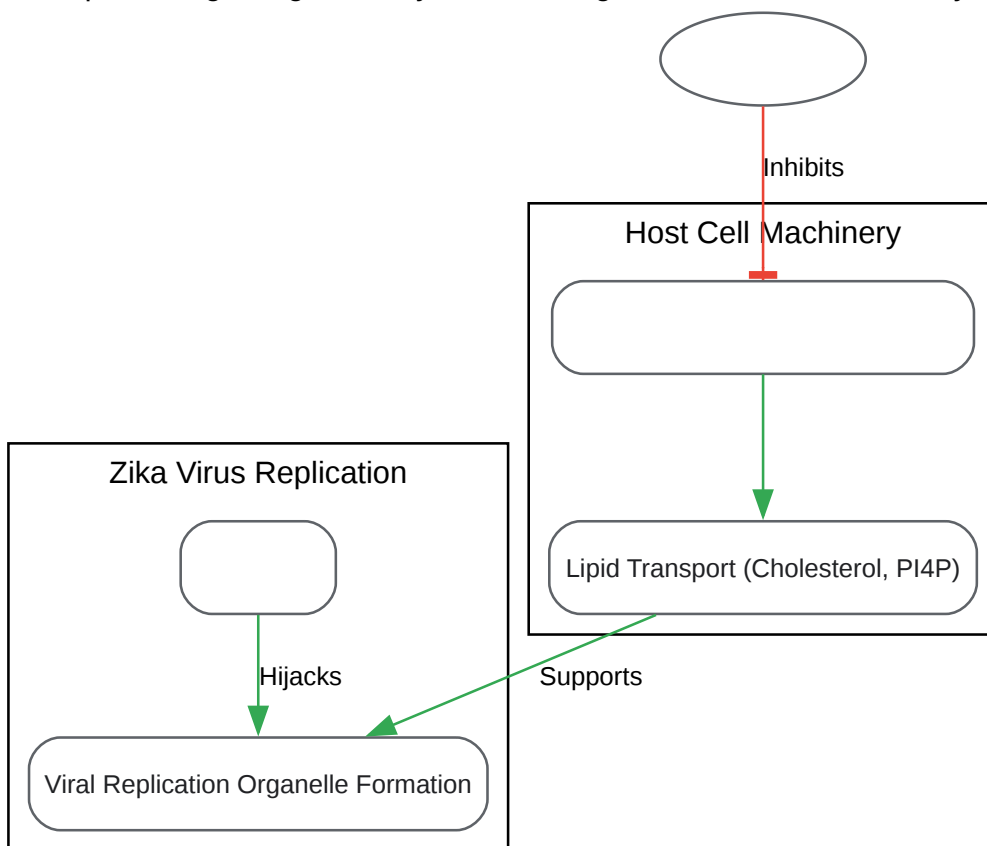 Inhibits
Host Cell Machinery
Zika Virus Replication
Lipid Transport (Cholesterol, PI4P)
Hijacks
Supports
Viral Replication Organelle Formation